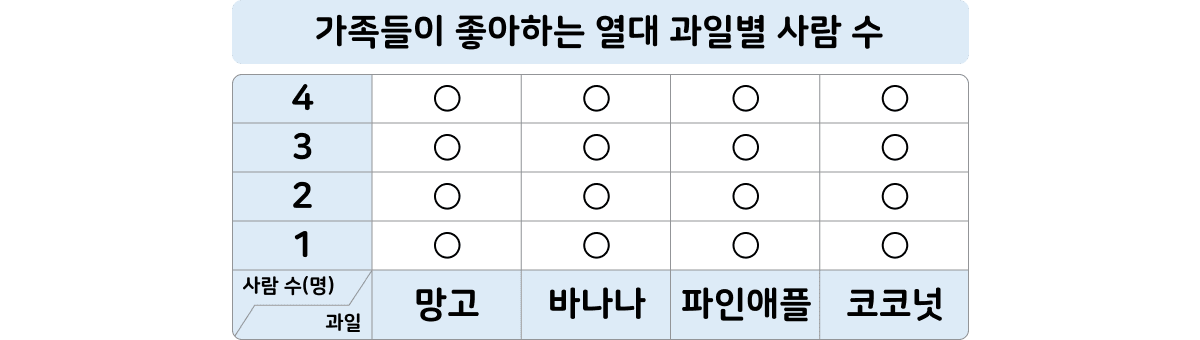 가족들이 좋아하는 열대 과일별 사람 수
4 ○ ○ ○ ○
3 ○ ○ ○ ○
2 ○ ○ ○ ○
1 ○ ○ ○ ○
사람 수(명)
과일
망고 바나나 파인애플 코코넛